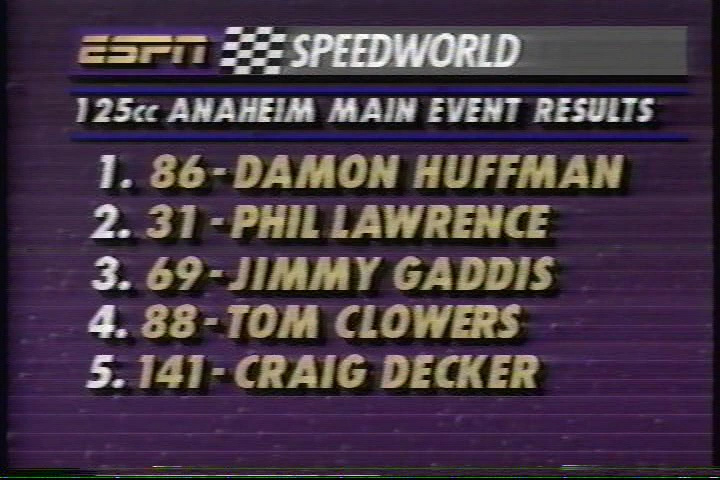 ESPN SPEEDWORLD
125cc ANAHEIM MAIN EVENT RESULTS
1. 86-DAMON HUFFMAN
2. 31-PHIL LAWRENCE
3. 69-JIMMY GADDIS
4. 88-TOM CLOWERS
5. 141-CRAIG DECKER